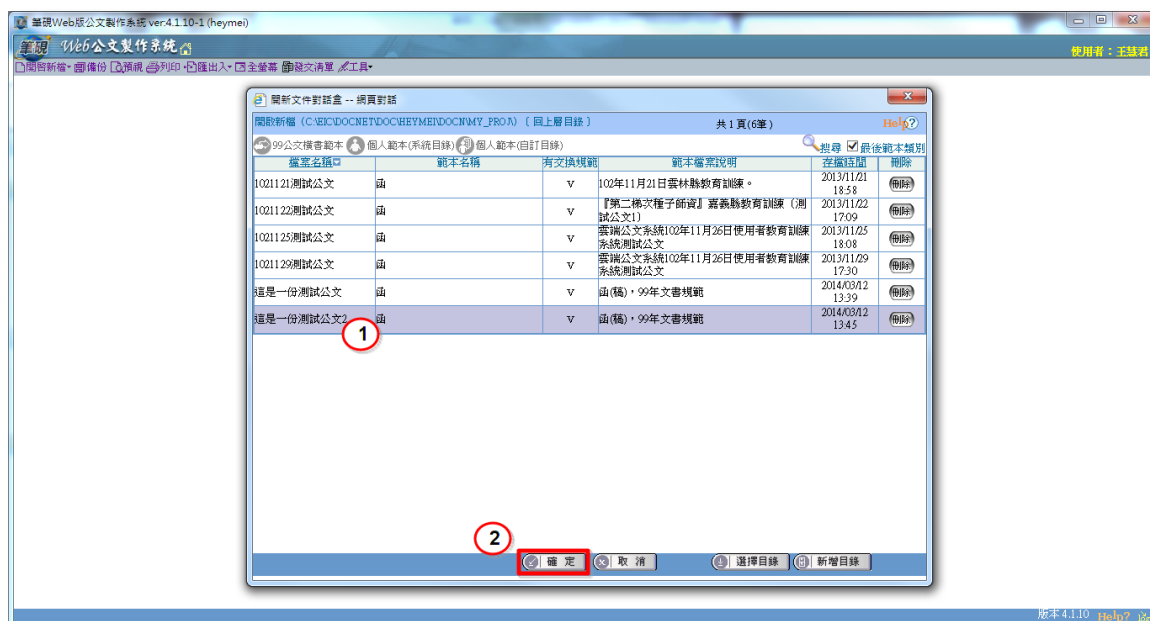 筆硯Web版公文製作系統 ver:4.1.10-1 (heymei)
筆硯 Web公文製作系統
使用者：王慧君
開啟新檔 備份 預視 列印 匯出入 全螢幕 發文清單 工具
開新文件對話盒 -- 網頁對話
開啟新檔 (C:\EIC\DOCNET\DOC\HEYMEI\DOCN\MY_PROJ\) 〔回上層目錄〕 共1頁(6筆) Help?
99公文橫書範本 個人範本(系統目錄) 個人範本(自訂目錄) 搜尋 最後範本類別
檔案名稱 範本名稱 有交換規範 範本檔案說明 存檔時間 刪除
1021121測試公文 函 V 102年11月21日雲林縣教育訓練。 2013/11/21 18:58 刪除
1021122測試公文 函 V 『第二梯次種子師資』嘉義縣教育訓練（測試公文1） 2013/11/22 17:09 刪除
1021125測試公文 函 V 雲端公文系統102年11月26日使用者教育訓練系統測試公文 2013/11/25 18:08 刪除
1021129測試公文 函 V 雲端公文系統102年11月26日使用者教育訓練系統測試公文 2013/11/29 17:30 刪除
這是一份測試公文 函 V 函(稿)，99年文書規範 2014/03/12 13:39 刪除
這是一份測試公文2 函 V 函(稿)，99年文書規範 2014/03/12 13:45 刪除
1
2
確定 取消 選擇目錄 新增目錄
版本4.1.10 Help?